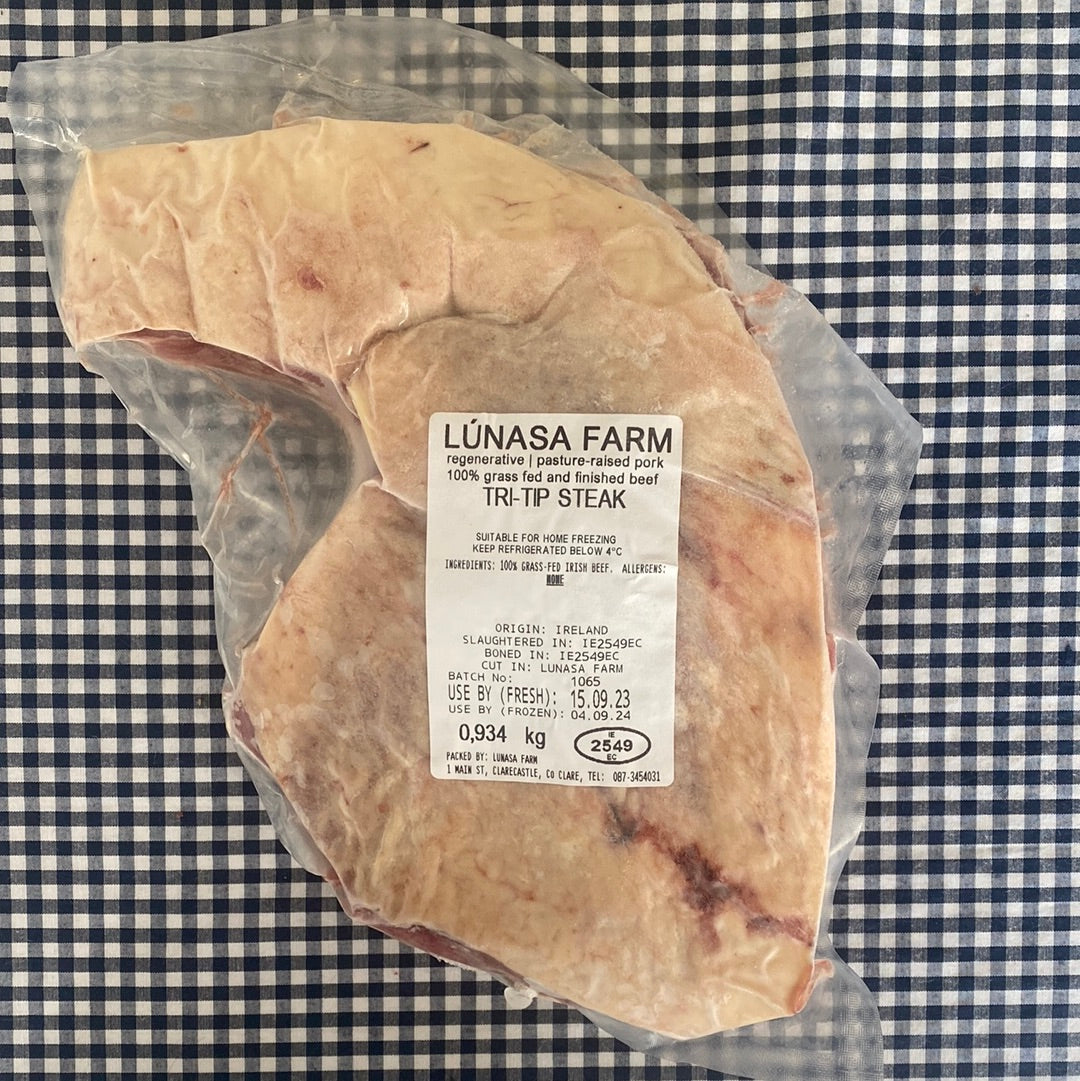 LÚNASA FARM
regenerative | pasture-raised pork
100% grass fed and finished beef
TRI-TIP STEAK
SUITABLE FOR HOME FREEZING
KEEP REFRIGERATED BELOW 4°C
INGREDIENTS: 100% GRASS-FED IRISH BEEF. ALLERGENS:
NONE
ORIGIN: IRELAND
SLAUGHTERED IN: IE2549EC
BONED IN: IE2549EC
CUT IN: LUNASA FARM
BATCH No: 1065
USE BY (FRESH): 15.09.23
USE BY (FROZEN): 04.09.24
0,934 kg
IE
2549
EC
PACKED BY: LUNASA FARM
1 MAIN ST, CLARECASTLE, CO CLARE, TEL: 087-3454031